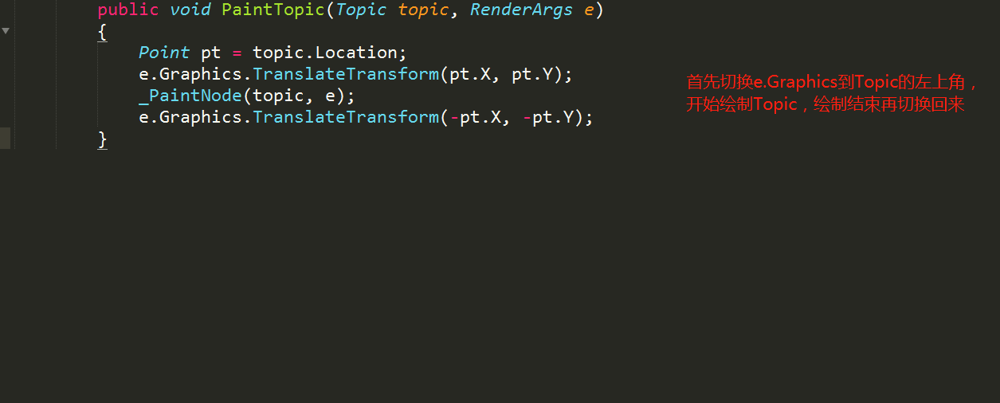 public void PaintTopic(Topic topic, RenderArgs e)
{
Point pt = topic.Location;
e.Graphics.TranslateTransform(pt.X, pt.Y);
_PaintNode(topic, e);
e.Graphics.TranslateTransform(-pt.X, -pt.Y);
}
首先切换e.Graphics到Topic的左上角，
开始绘制Topic，绘制结束再切换回来